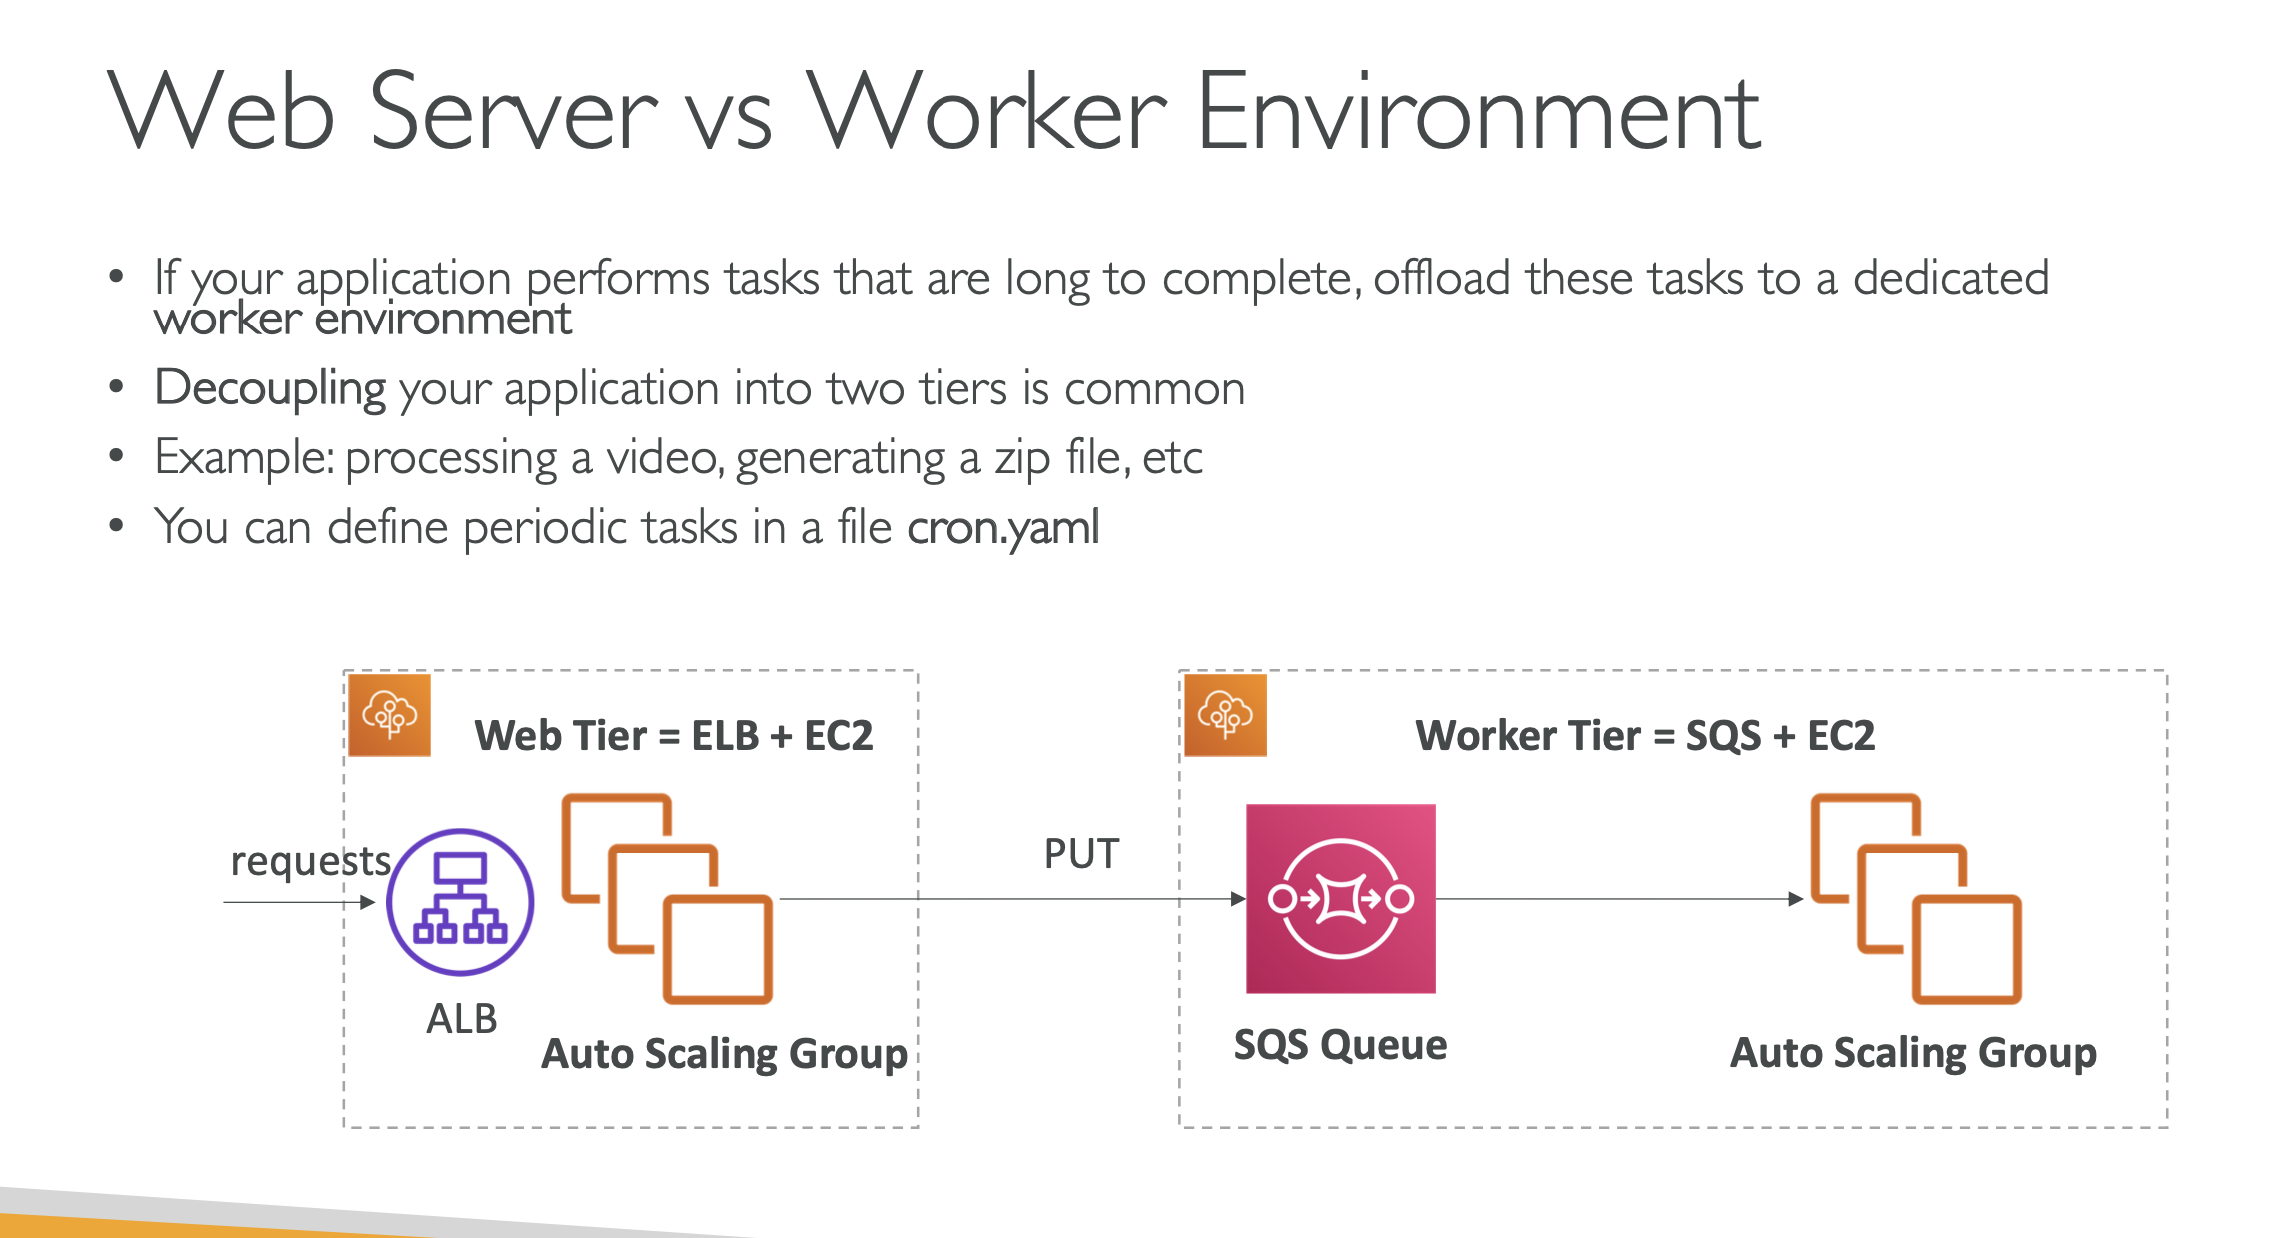 Web Server vs Worker Environment
• If your application performs tasks that are long to complete, offload these tasks to a dedicated
worker environment
• Decoupling your application into two tiers is common
• Example: processing a video, generating a zip file, etc
• You can define periodic tasks in a file cron.yaml
Web Tier = ELB + EC2
requests
ALB
Auto Scaling Group
PUT
Worker Tier = SQS + EC2
SQS Queue
Auto Scaling Group